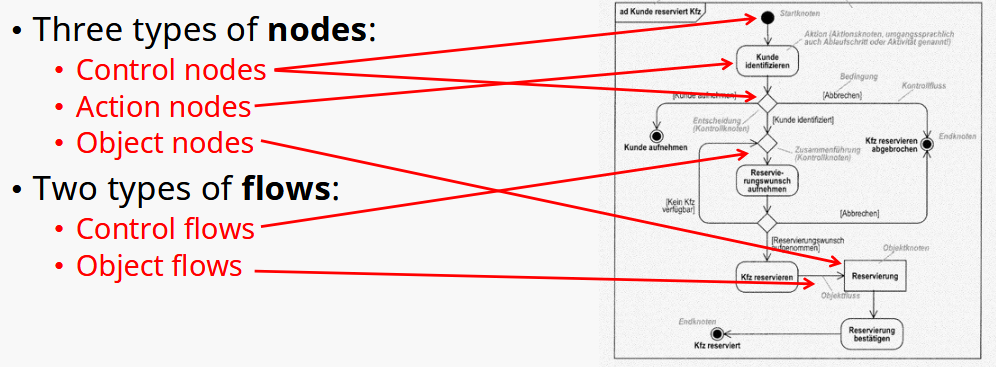 • Three types of nodes:
• Control nodes
• Action nodes
• Object nodes
• Two types of flows:
• Control flows
• Object flows
ad Kunde reserviert Kfz
Startknoten
Aktion (Aktionsknoten, umgangssprachlich
auch Ablaufschritt oder Aktivität genannt!)
Kunde
identifizieren
Bedingung
Kontrollfluss
[Kunde aufnehmen]
[Abbrechen]
Entscheidung
(Kontrollknoten)
[Kunde identifiziert]
Kunde aufnehmen
Kfz reservieren
abgebrochen
Endknoten
Zusammenführung
(Kontrollknoten)
Reservie-
rungswunsch
aufnehmen
[Kein Kfz
verfügbar]
[Abbrechen]
[Reservierungswunsch
aufgenommen]
Objektknoten
Kfz reservieren
Reservierung
Objektfluss
Endknoten
Kfz reserviert
Reservierung
bestätigen